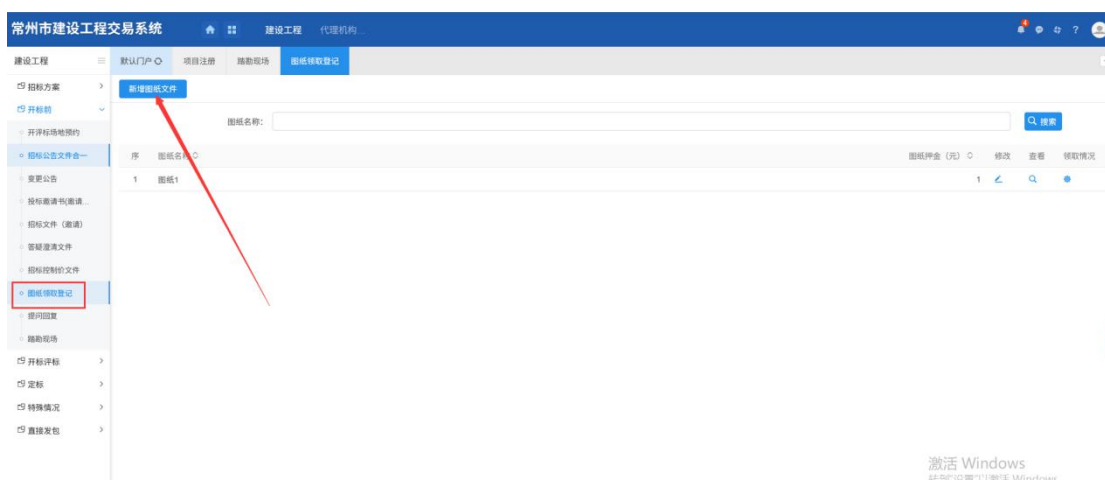 常州市建设工程交易系统 建设工程 代理机构... 4 ?
建设工程 默认门户 项目注册 踏勘现场 图纸领取登记
招标方案
新增图纸文件
开标前
图纸名称: 搜索
开评标场地预约
招标公告文件合一
序 图纸名称 图纸押金（元） 修改 查看 领取情况
变更公告
1 图纸1 1
投标邀请书(邀请...
招标文件（邀请）
答疑澄清文件
招标控制价文件
图纸领取登记
提问回复
踏勘现场
开标评标
定标
特殊情况
直接发包
激活 Windows